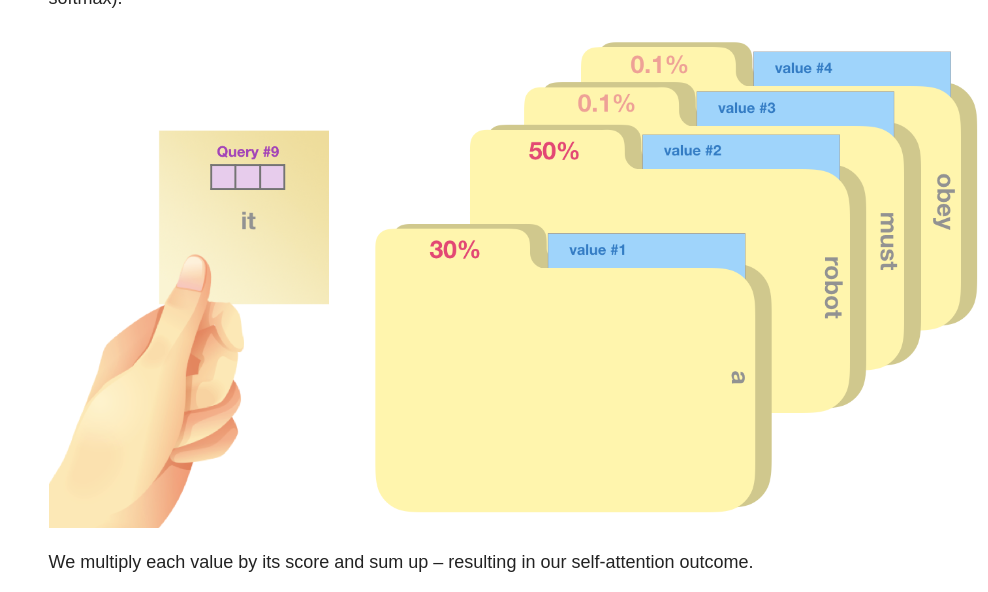 softmax).
0.1%
value #4
0.1%
value #3
50%
value #2
30%
value #1
Query #9
it
obey
must
robot
a
We multiply each value by its score and sum up – resulting in our self-attention outcome.